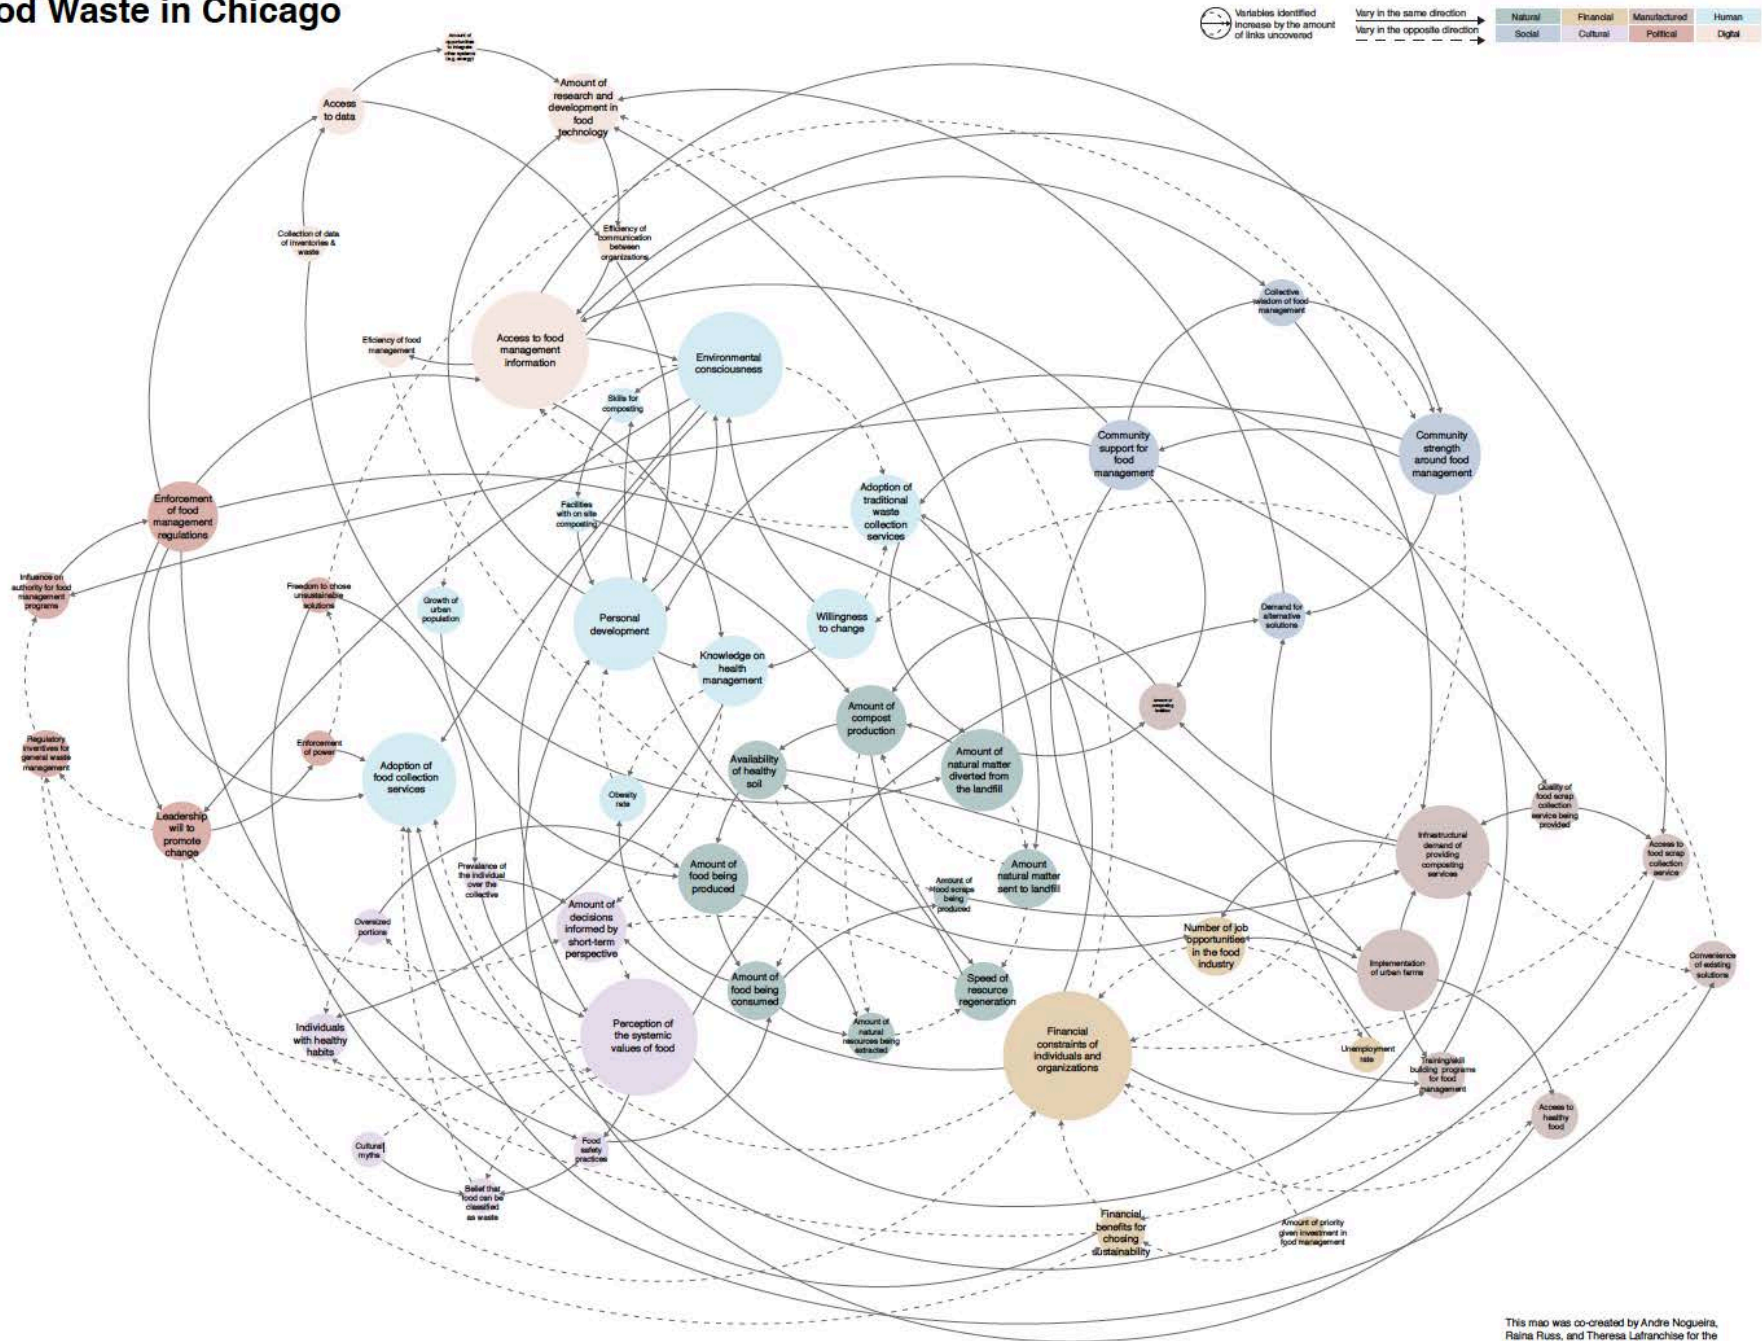 od Waste in Chicago
Variables identified
increase by the amount
of links uncovered
Vary in the same direction
Vary in the opposite direction
Natural
Financial
Manufactured
Human
Social
Cultural
Political
Digital
Amount of
opportunities
to integrate
other systems
(e.g. energy)
Access
to data
Amount of
research and
development in
food
technology
Collection of data
of inventories &
waste
Efficiency of
communication
between
organizations
Collective
wisdom of food
management
Eficiency of food
management
Access to food
management
information
Environmental
consciousness
Skills for
composting
Community
support for
food
management
Community
strength
around food
management
Enforcement
of food
management
regulations
Facilities
with on site
composting
Adoption of
traditional
waste
collection
services
Influence on
authority for food
management
programs
Freedom to chose
unsustainable
solutions
Growth of
urban
population
Personal
development
Willingness
to change
Demand for
alternative
solutions
Knowledge on
health
management
Amount of
compost
production
Regulatory
inventives for
general waste
management
Enforcement
of power
Adoption of
food collection
services
Availability
of healthy
soil
Amount of
natural matter
diverted from
the landfill
Obesity
rate
Quality of
food scrap
collection
service being
provided
Leadership
will to
promote
change
Infrastructural
demand of
providing
composting
services
Access to
food scrap
collection
service
Prevalance of
the individual
over the
collective
Amount of
food being
produced
Amount of
food scraps
being
produced
Amount
natural matter
sent to landfill
Oversized
portions
Amount of
decisions
informed by
short-term
perspective
Number of job
opportunities
in the food
industry
Implementation
of urban farms
Convenience
of existing
solutions
Amount of
food being
consumed
Speed of
resource
regeneration
Individuals
with healthy
habits
Perception of
the systemic
values of food
Amount of
natural
resources being
extracted
Financial
constraints of
individuals and
organizations
Unemployment
rate
Training/skill
building programs
for food
management
Access to
healthy
food
Cultural
myths
Food
safety
practices
Belief that
food can be
classified
as waste
Financial
benefits for
chosing
sustainability
Amount of priority
given investment in
food management
This map was co-created by Andre Nogueira,
Raina Russ, and Theresa Lafranchise for the